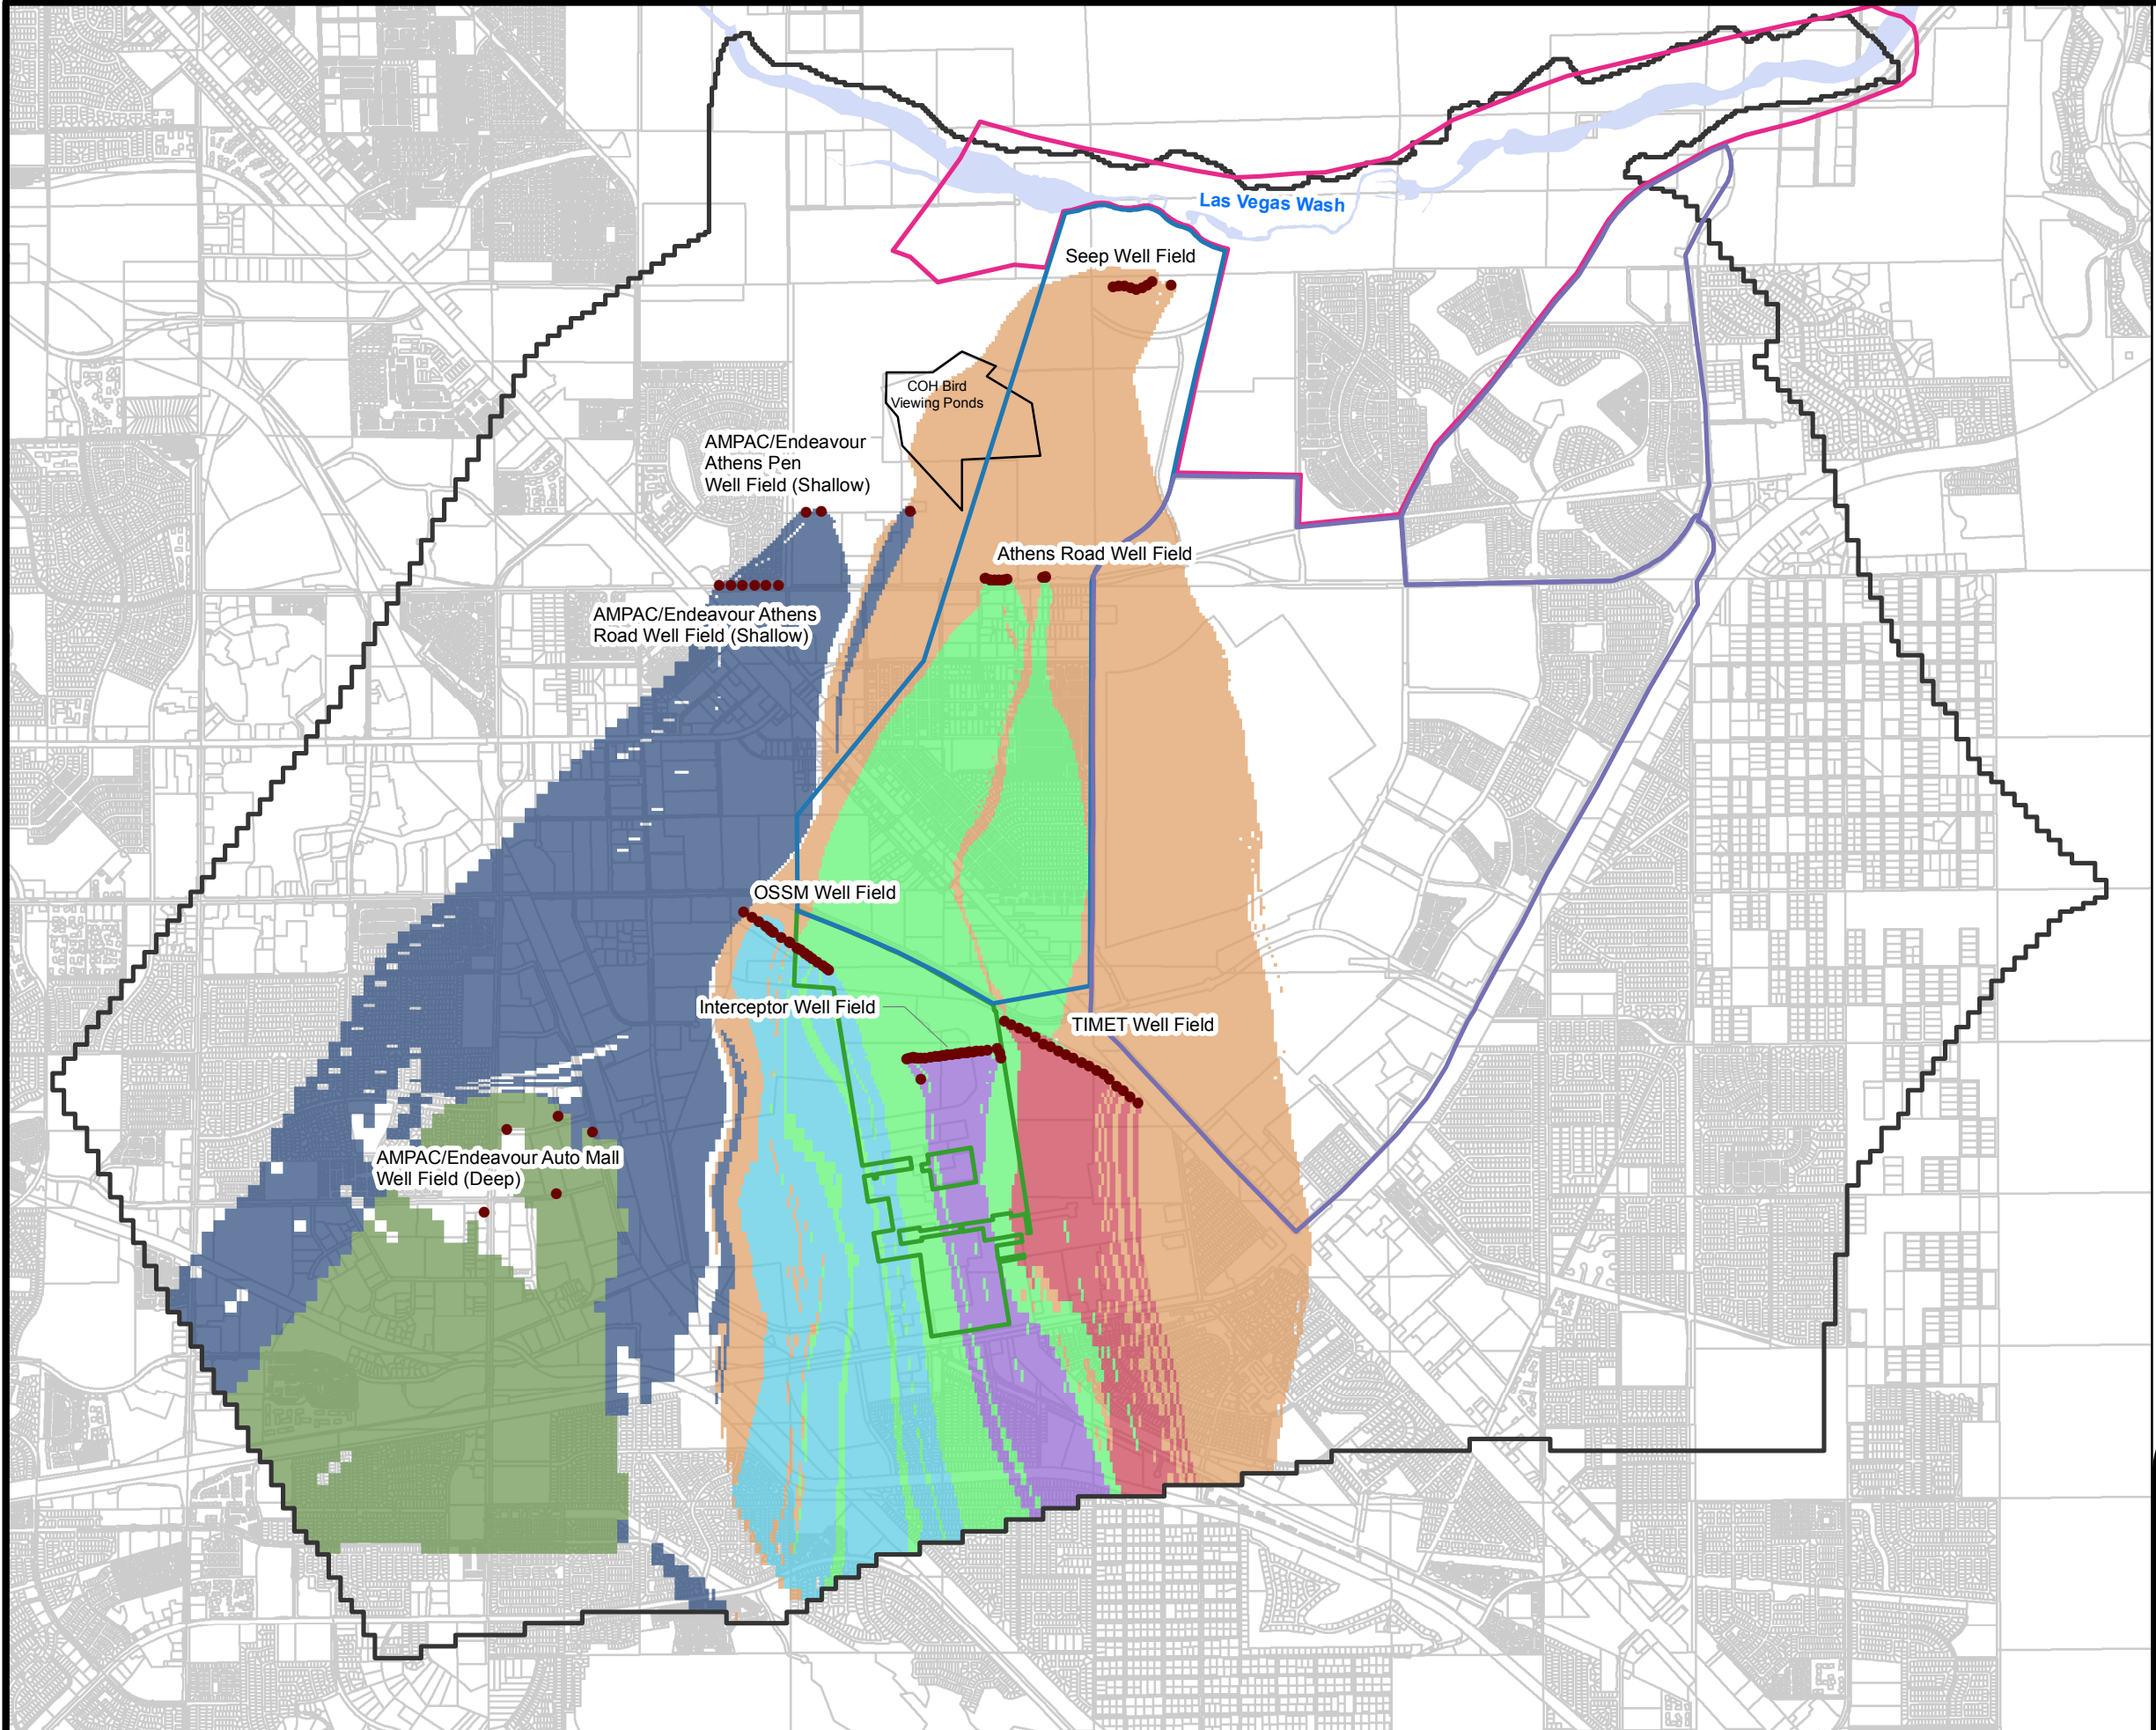 Las Vegas Wash
Seep Well Field
COH Bird
Viewing Ponds
AMPAC/Endeavour
Athens Pen
Well Field (Shallow)
Athens Road Well Field
AMPAC/Endeavour Athens
Road Well Field (Shallow)
OSSM Well Field
Interceptor Well Field
TIMET Well Field
AMPAC/Endeavour Auto Mall
Well Field (Deep)